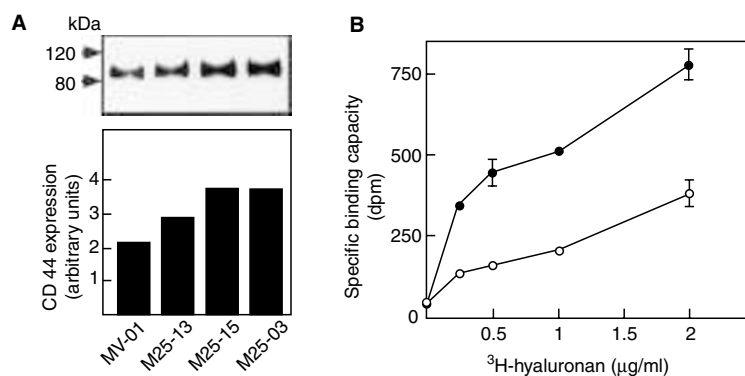 A
kDa
120
80
CD 44 expression
(arbitrary units)
4
3
2
1
MV-01
M25-13
M25-15
M25-03
B
Specific binding capacity
(dpm)
750
500
250
0
0.5
1
1.5
2
³H-hyaluronan (μg/ml)